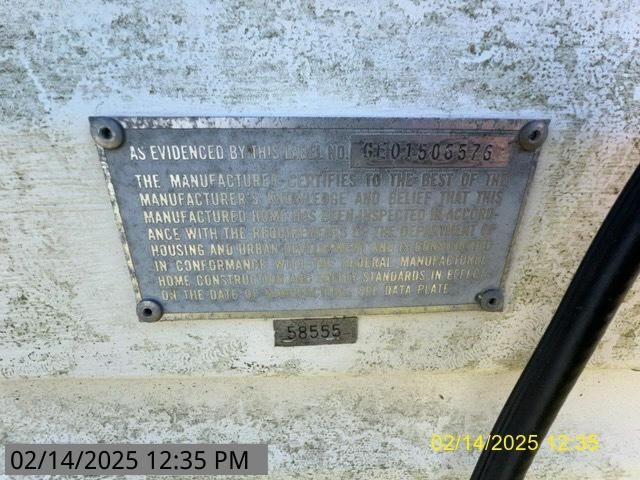 AS EVIDENCED BY THIS LABEL NO. GEO1506576
THE MANUFACTURER CERTIFIES TO THE BEST OF THE
MANUFACTURER'S KNOWLEDGE AND BELIEF THAT THIS
MANUFACTURED HOME HAS BEEN INSPECTED IN ACCORD-
ANCE WITH THE REQUIREMENTS OF THE DEPARTMENT OF
HOUSING AND URBAN DEVELOPMENT AND IS CONSTRUCTED
IN CONFORMANCE WITH THE FEDERAL MANUFACTURED
HOME CONSTRUCTION AND SAFETY STANDARDS IN EFFECT
ON THE DATE OF MANUFACTURE. SEE DATA PLATE.
58555
02/14/2025 12:35
02/14/2025 12:35 PM